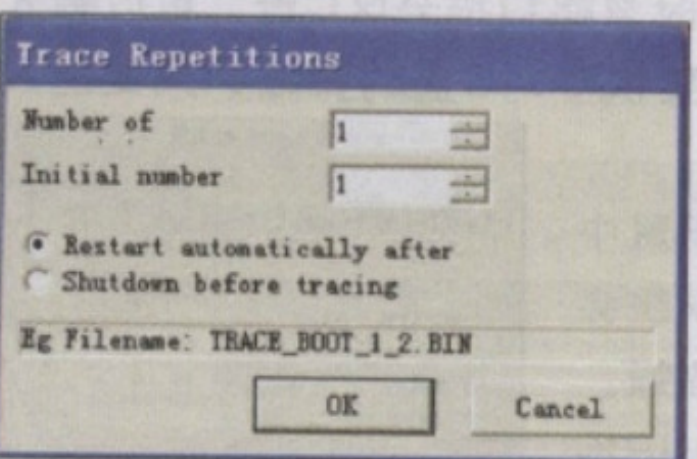 Trace Repetitions
Number of 1
Initial number 1
Restart automatically after
Shutdown before tracing
Eg Filename: TRACE_BOOT_1_2.BIN
OK Cancel